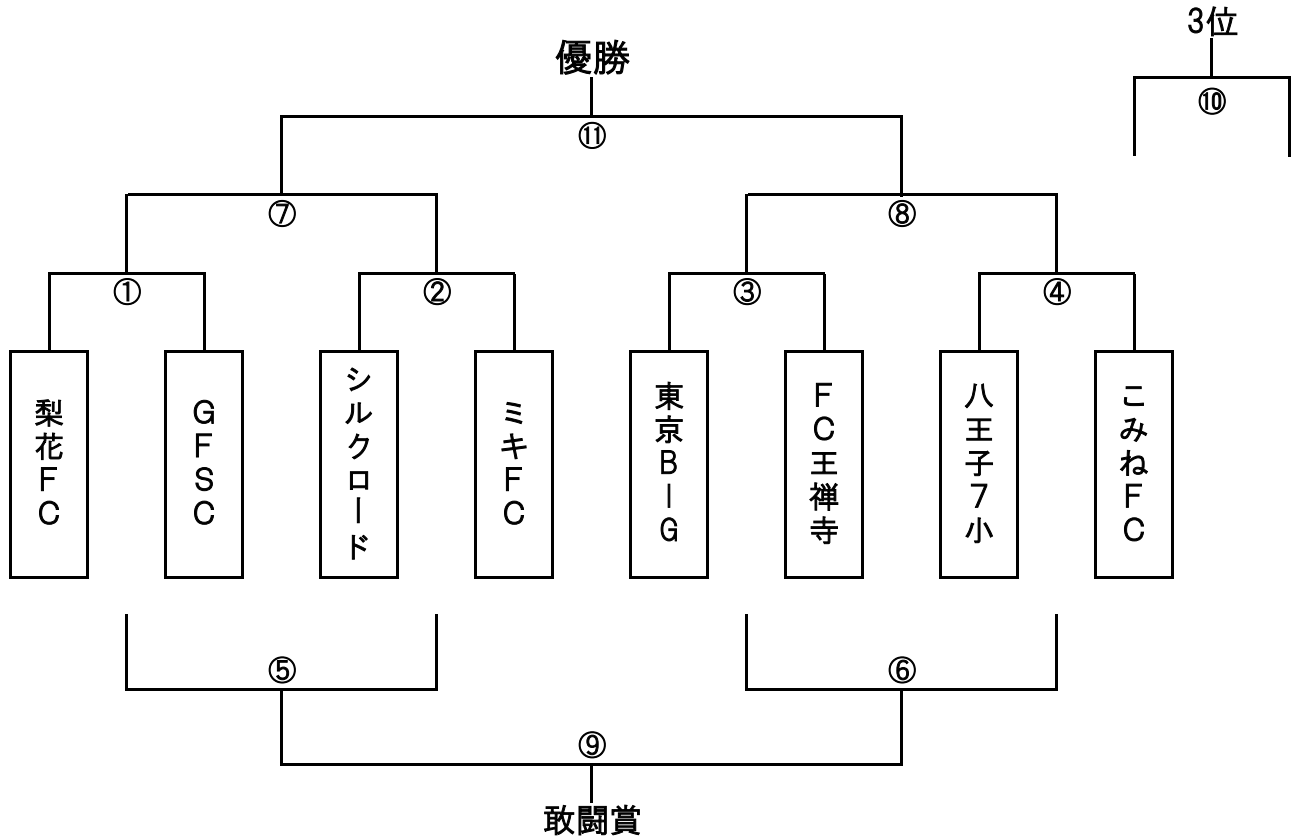 3位
優勝
⑩
⑪
⑦
⑧
①
②
③
④
梨花FC
GFSC
シルクロード
ミキFC
東京BIG
FC王禅寺
八王子7小
こみねFC
⑤
⑥
⑨
敢闘賞